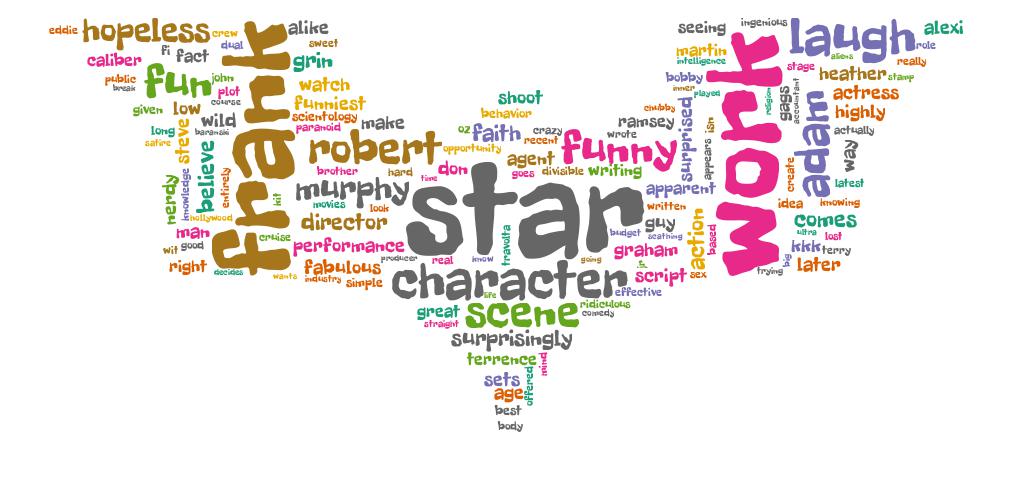 eddie
hopeless
crew
alike
caliber
fi
fact
dual
sweet
grin
public
break
fun
john
plot
course
watch
given
low
funniest
wild
scientology
paranoid
make
long
satire
steve
baranski
believe
frank
nerdy
knowledge
entirely
kit
hollywood
man
wit
good
cruise
right
decides
wants
robert
brother
hard
time
don
murphy
movies
look
director
performance
producer
fabulous
industry
simple
real
know
travolta
going
shoot
behavior
oz
faith
crazy
recent
opportunity
agent
goes
divisible
writing
funny
wrote
ramsey
chubby
surprised
isn
appears
apparent
star
written
guy
budget
scathing
graham
script
sex
action
based
character
life
effective
great
straight
scene
ridiculous
comedy
surprisingly
terrence
mind
sets
offered
age
best
body
seeing
ingenious
martin
intelligence
bobby
inner
played
work
religion
laugh
role
alexi
stage
aliens
really
gags
accountant
heather
stamp
actress
highly
adam
actually
way
create
latest
idea
knowing
comes
ultra
lost
kkk
terry
big
trying
later